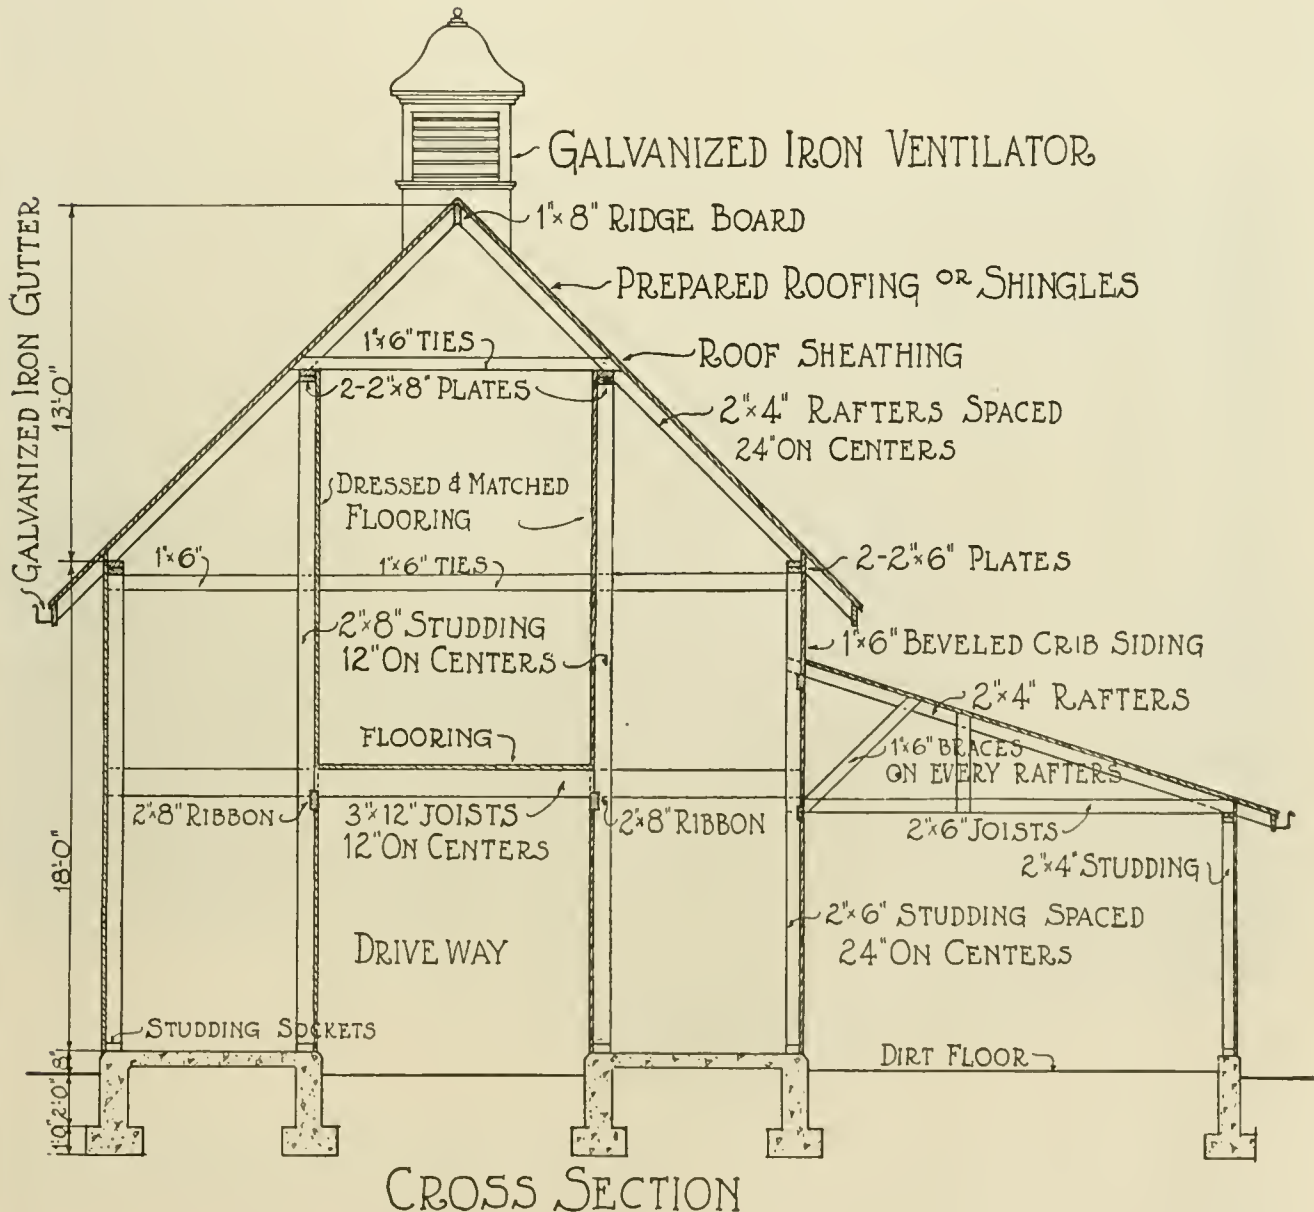 GALVANIZED IRON VENTILATOR
1"×8" RIDGE BOARD
PREPARED ROOFING OR SHINGLES
GALVANIZED IRON GUTTER
13'-0"
1"×6" TIES
ROOF SHEATHING
2-2"×8" PLATES
2"×4" RAFTERS SPACED
24" ON CENTERS
DRESSED & MATCHED
FLOORING
1"×6"
1"×6" TIES
2-2"×6" PLATES
2"×8" STUDDING
12" ON CENTERS
1"×6" BEVELED CRIB SIDING
2"×4" RAFTERS
FLOORING
1"×6" BRACES
ON EVERY RAFTERS
2"×8" RIBBON
3"×12" JOISTS
12" ON CENTERS
2"×8" RIBBON
2"×6" JOISTS
2"×4" STUDDING
18'-0"
2"×6" STUDDING SPACED
24" ON CENTERS
DRIVE WAY
STUDDING SOCKETS
8"
DIRT FLOOR
2'-0"
1'-0"
CROSS SECTION